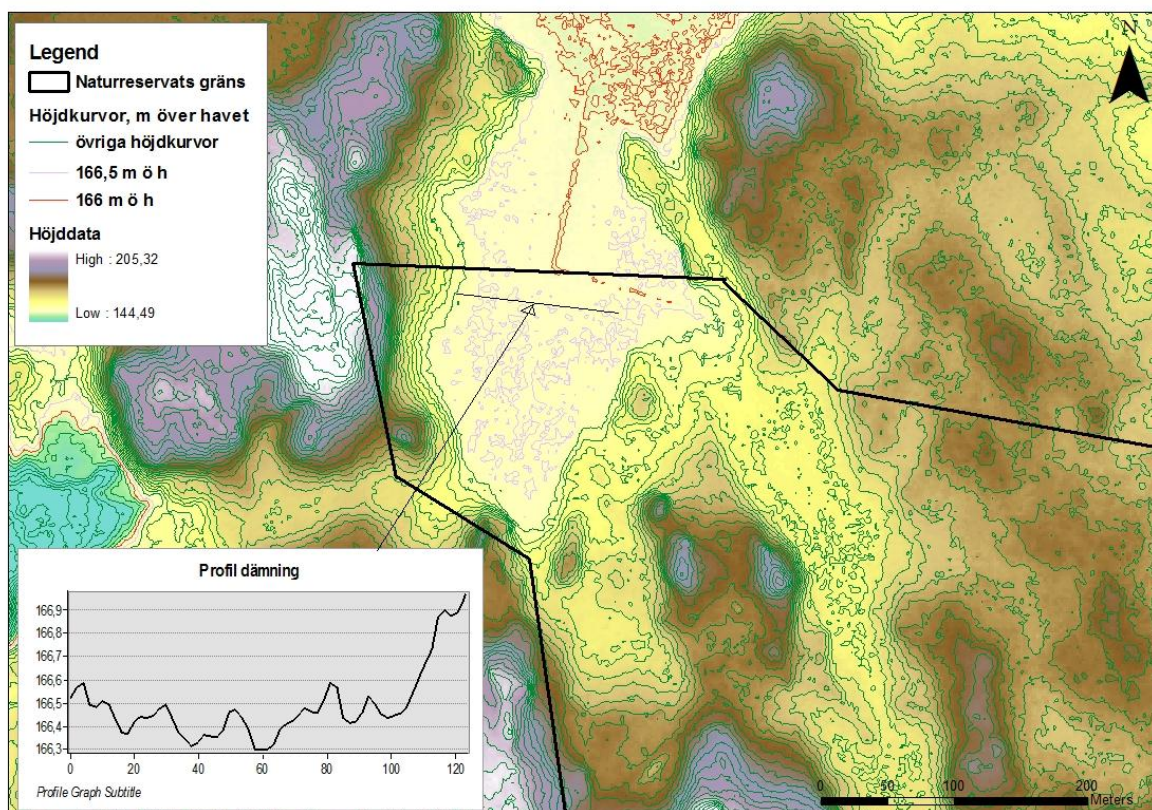 Legend
Naturreservats gräns
Höjdkurvor, m över havet
övriga höjdkurvor
166,5 m ö h
166 m ö h
Höjddata
High : 205,32
Low : 144,49
N
Profil dämning
166,9
166,8
166,7
166,6
166,5
166,4
166,3
0 20 40 60 80 100 120
Profile Graph Subtitle
0 50 100 200
Meters